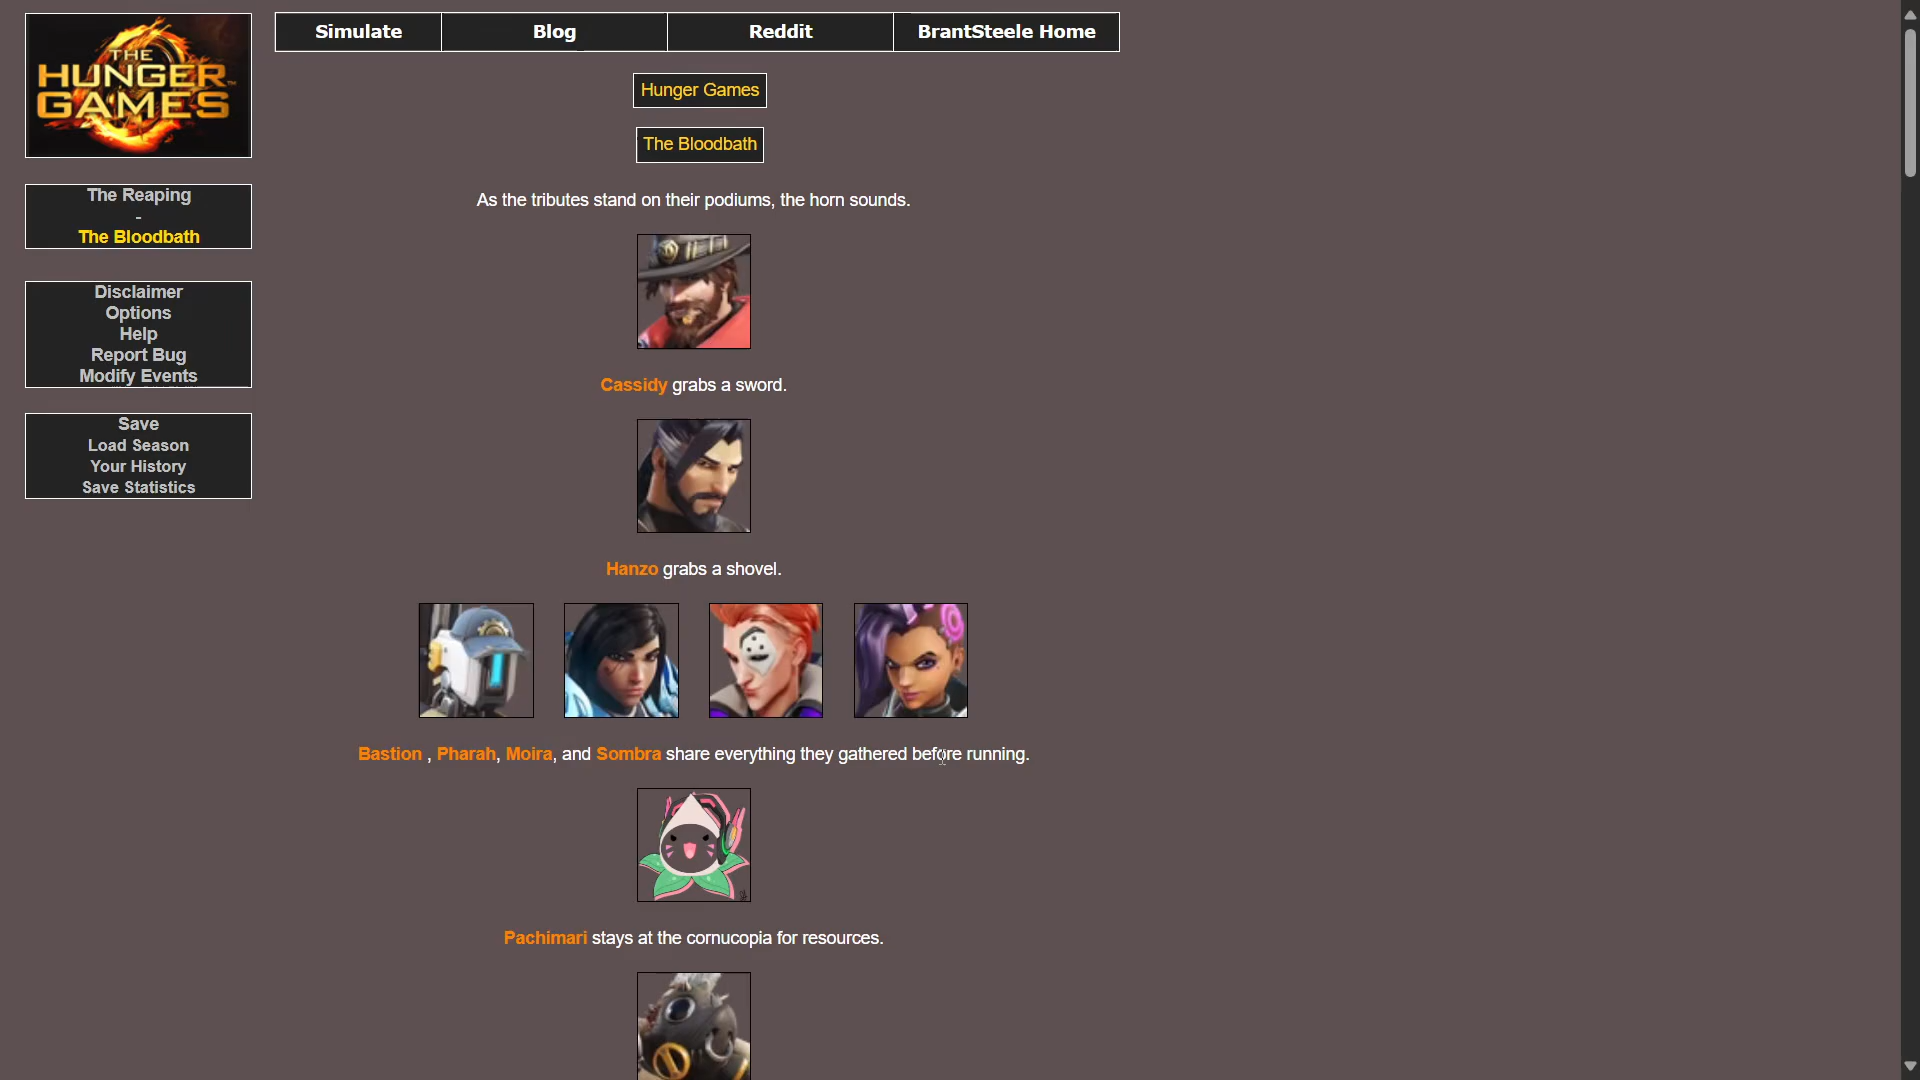 THE
HUNGER
GAMES
Simulate
Blog
Reddit
BrantSteele Home
The Reaping
-
The Bloodbath
Disclaimer
Options
Help
Report Bug
Modify Events
Save
Load Season
Your History
Save Statistics
Hunger Games
The Bloodbath
As the tributes stand on their podiums, the horn sounds.
Cassidy grabs a sword.
Hanzo grabs a shovel.
Bastion , Pharah, Moira, and Sombra share everything they gathered before running.
Pachimari stays at the cornucopia for resources.